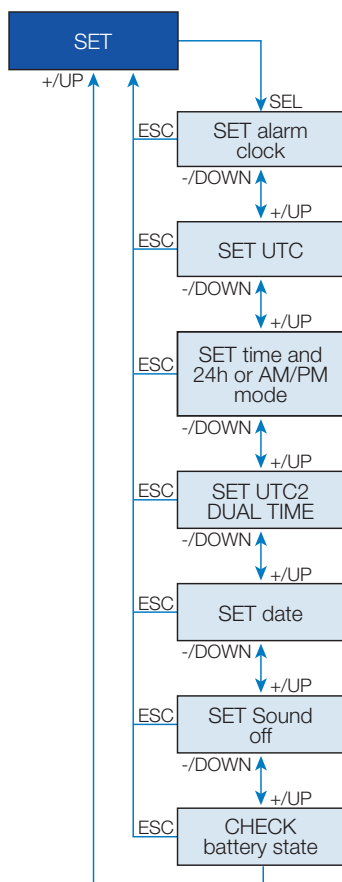 SET
+/UP
SEL
ESC
SET alarm
clock
-/DOWN
+/UP
ESC
SET UTC
-/DOWN
+/UP
ESC
SET time and
24h or AM/PM
mode
-/DOWN
+/UP
ESC
SET UTC2
DUAL TIME
-/DOWN
+/UP
ESC
SET date
-/DOWN
+/UP
ESC
SET Sound
off
-/DOWN
+/UP
ESC
CHECK
battery state